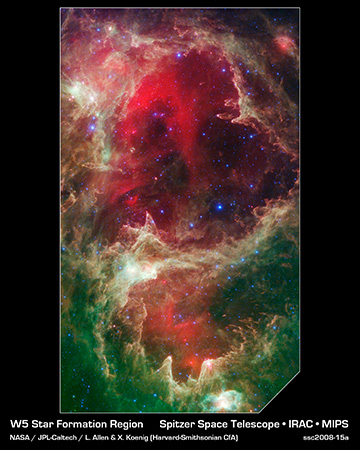 W5 Star Formation Region Spitzer Space Telescope • IRAC • MIPS
NASA / JPL-Caltech / L. Allen & X. Koenig (Harvard-Smithsonian CfA) ssc2008-15a